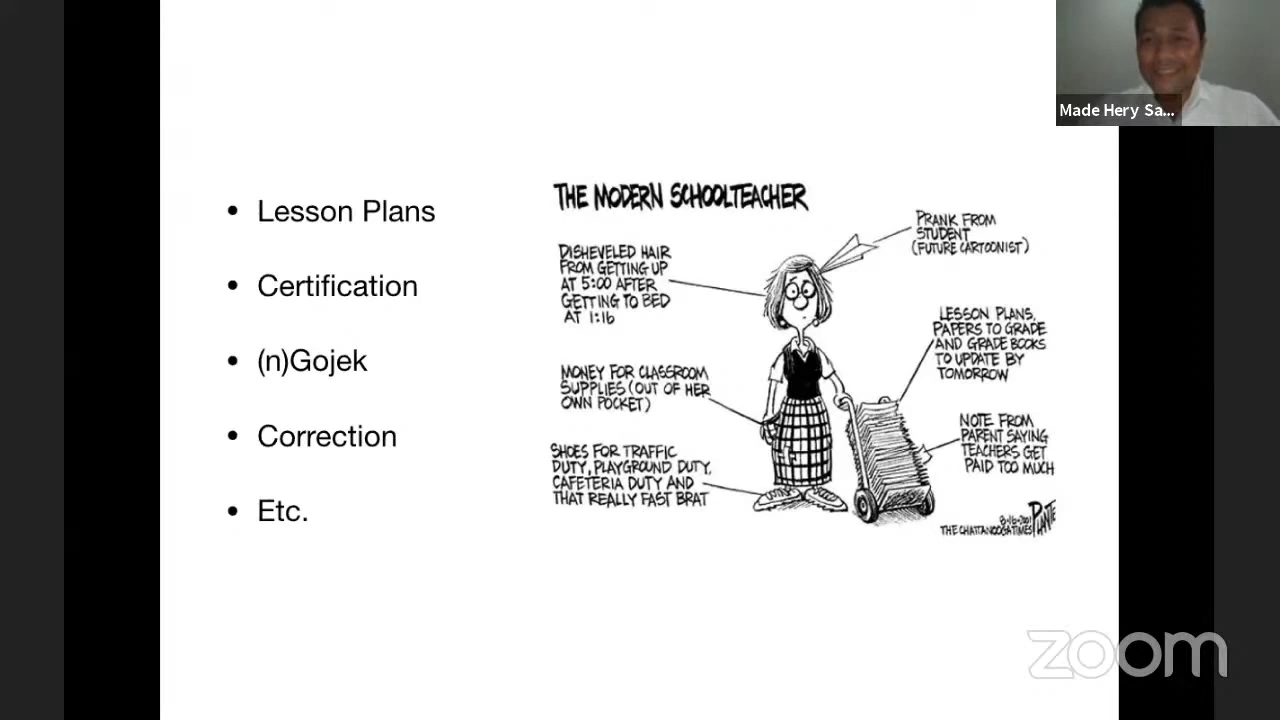 Made Hery Sa...
• Lesson Plans
• Certification
• (n)Gojek
• Correction
• Etc.
THE MODERN SCHOOLTEACHER
PRANK FROM
STUDENT
(FUTURE CARTOONIST)
DISHEVELED HAIR
FROM GETTING UP
AT 5:00 AFTER
GETTING TO BED
AT 1:16
LESSON PLANS,
PAPERS TO GRADE
AND GRADE BOOKS
TO UPDATE BY
TOMORROW
MONEY FOR CLASSROOM
SUPPLIES (OUT OF HER
OWN POCKET)
NOTE FROM
PARENT SAYING
TEACHERS GET
PAID TOO MUCH
SHOES FOR TRAFFIC
DUTY, PLAYGROUND DUTY,
CAFETERIA DUTY AND
THAT REALLY FAST BRAT
8-16-2001
THE CHATTANOOGA TIMES
PLANTE
zoom